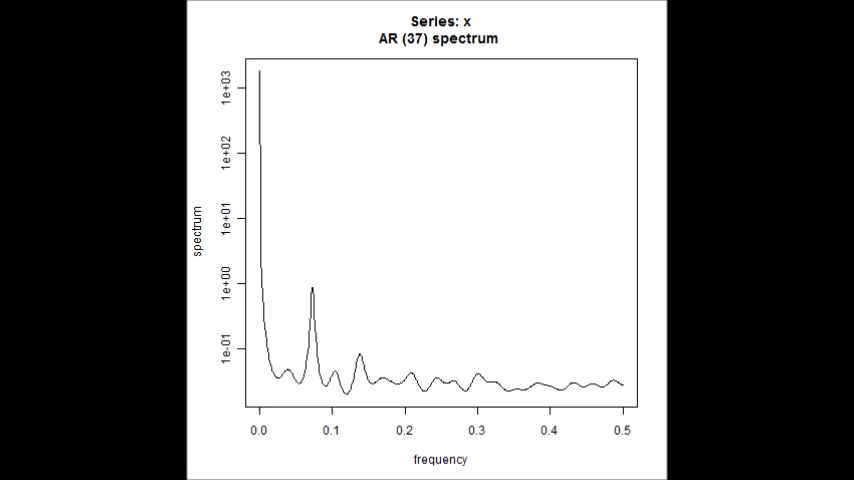 Series: x
AR (37) spectrum
spectrum
1e+03
1e+02
1e+01
1e+00
1e-01
0.0 0.1 0.2 0.3 0.4 0.5
frequency